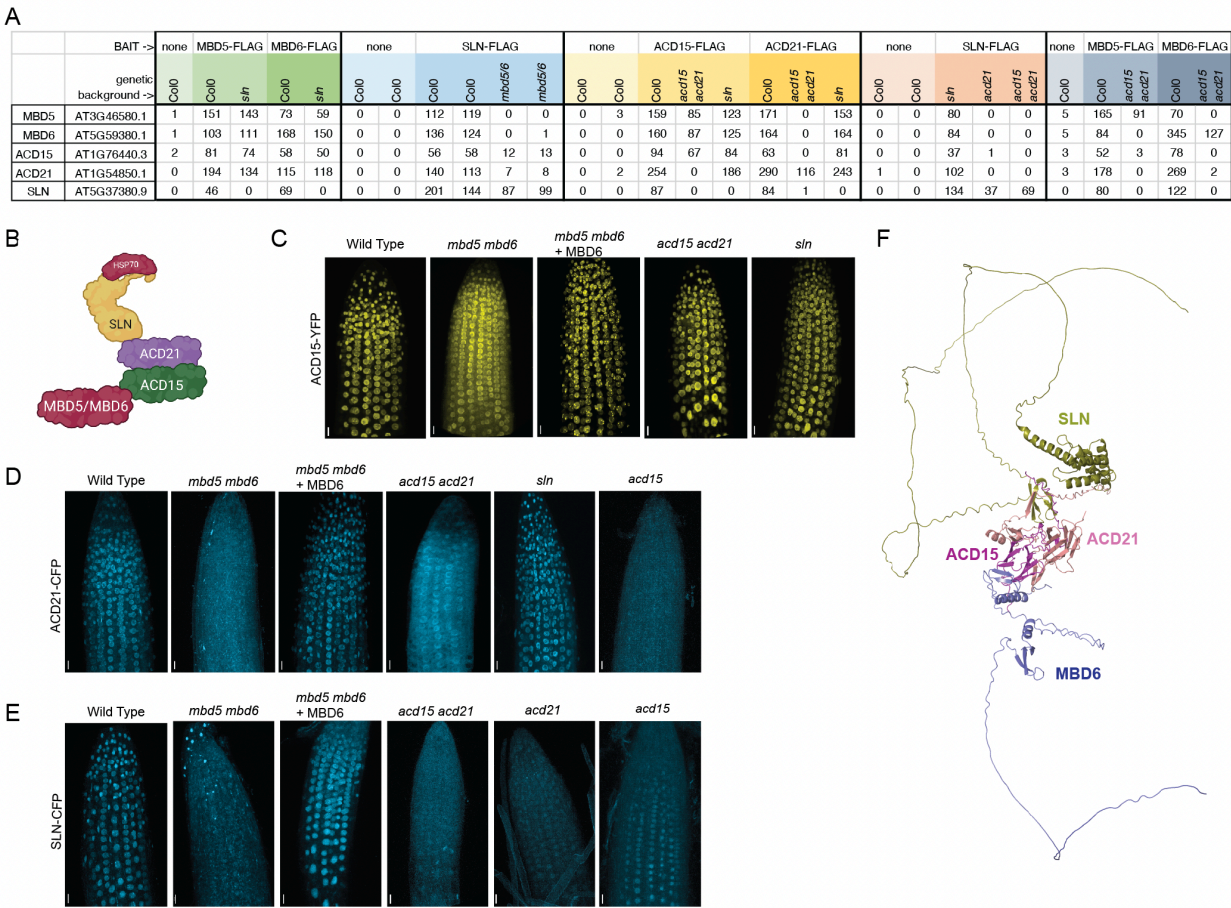 A
BAIT -> none MBD5-FLAG MBD6-FLAG none SLN-FLAG none ACD15-FLAG ACD21-FLAG none SLN-FLAG none MBD5-FLAG MBD6-FLAG
genetic background -> Col0 Col0 sln Col0 sln Col0 Col0 Col0 Col0 mbd5/6 mbd5/6 Col0 Col0 Col0 acd15 acd21 sln Col0 acd15 acd21 sln Col0 Col0 sln acd21 acd15 acd21 Col0 Col0 acd15 acd21 Col0 acd15 acd21
MBD5 AT3G46580.1 1 151 143 73 59 0 0 112 119 0 0 0 3 159 85 123 171 0 153 0 0 80 0 0 5 165 91 70 0
MBD6 AT5G59380.1 1 103 111 168 150 0 0 136 124 0 1 0 0 160 87 125 164 0 164 0 0 84 0 0 5 84 0 345 127
ACD15 AT1G76440.3 2 81 74 58 50 0 0 56 58 12 13 0 0 94 67 84 63 0 81 0 0 37 1 0 3 52 3 78 0
ACD21 AT1G54850.1 0 194 134 115 118 0 0 140 113 7 8 0 2 254 0 186 290 116 243 1 0 102 0 0 3 178 0 269 2
SLN AT5G37380.9 0 46 0 69 0 0 0 201 144 87 99 0 0 87 0 0 84 1 0 0 0 134 37 69 0 80 0 122 0
B
HSP70
SLN
ACD21
ACD15
MBD5/MBD6
C
Wild Type
mbd5 mbd6
mbd5 mbd6
+ MBD6
acd15 acd21
sln
ACD15-YFP
D
Wild Type
mbd5 mbd6
mbd5 mbd6
+ MBD6
acd15 acd21
sln
acd15
ACD21-CFP
E
Wild Type
mbd5 mbd6
mbd5 mbd6
+ MBD6
acd15 acd21
acd21
acd15
SLN-CFP
F
SLN
ACD15
ACD21
MBD6